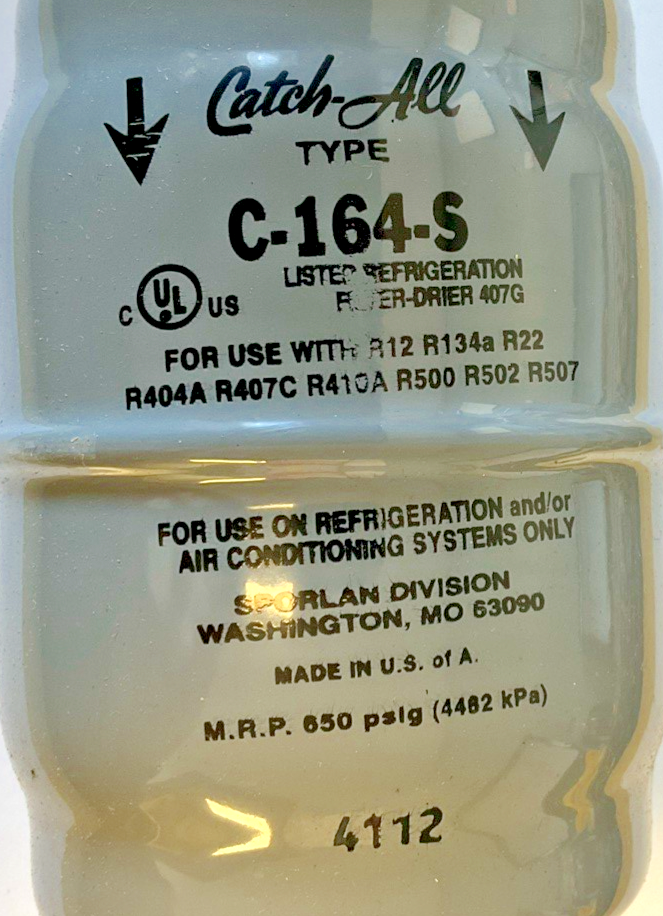 Catch-All
TYPE
C-164-S
LISTED REFRIGERATION
C UL US FILTER-DRIER 407G
FOR USE WITH R12 R134a R22
R404A R407C R410A R500 R502 R507
FOR USE ON REFRIGERATION and/or
AIR CONDITIONING SYSTEMS ONLY
SPORLAN DIVISION
WASHINGTON, MO 63090
MADE IN U.S. of A.
M.R.P. 650 psig (4482 kPa)
4112